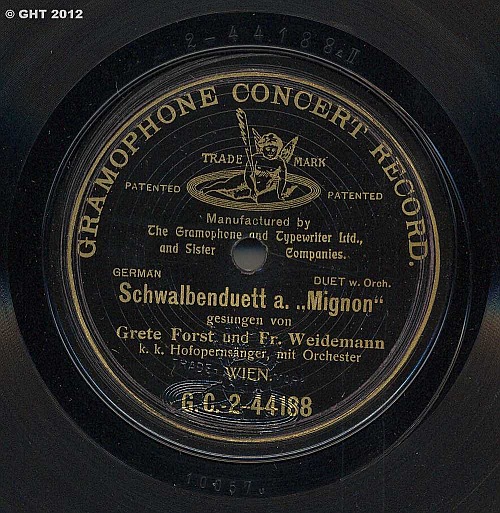 © GHT 2012
2-44188
GRAMOPHONE CONCERT RECORD.
TRADE MARK
PATENTED PATENTED
Manufactured by
The Gramophone and Typewriter Ltd.,
and Sister Companies.
GERMAN DUET w. Orch.
Schwalbenduett a. „Mignon“
gesungen von
Grete Forst und Fr. Weidemann
k. k. Hofopernsänger, mit Orchester
WIEN.
G.C.-2-44188
10057